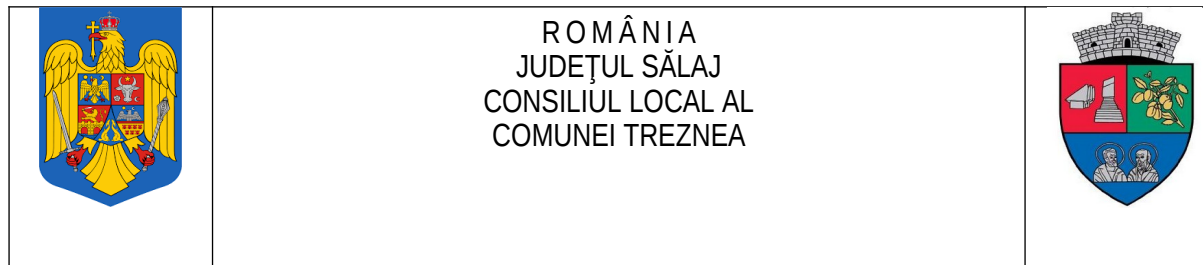 R O M Â N I A
JUDEŢUL SĂLAJ
CONSILIUL LOCAL AL
COMUNEI TREZNEA